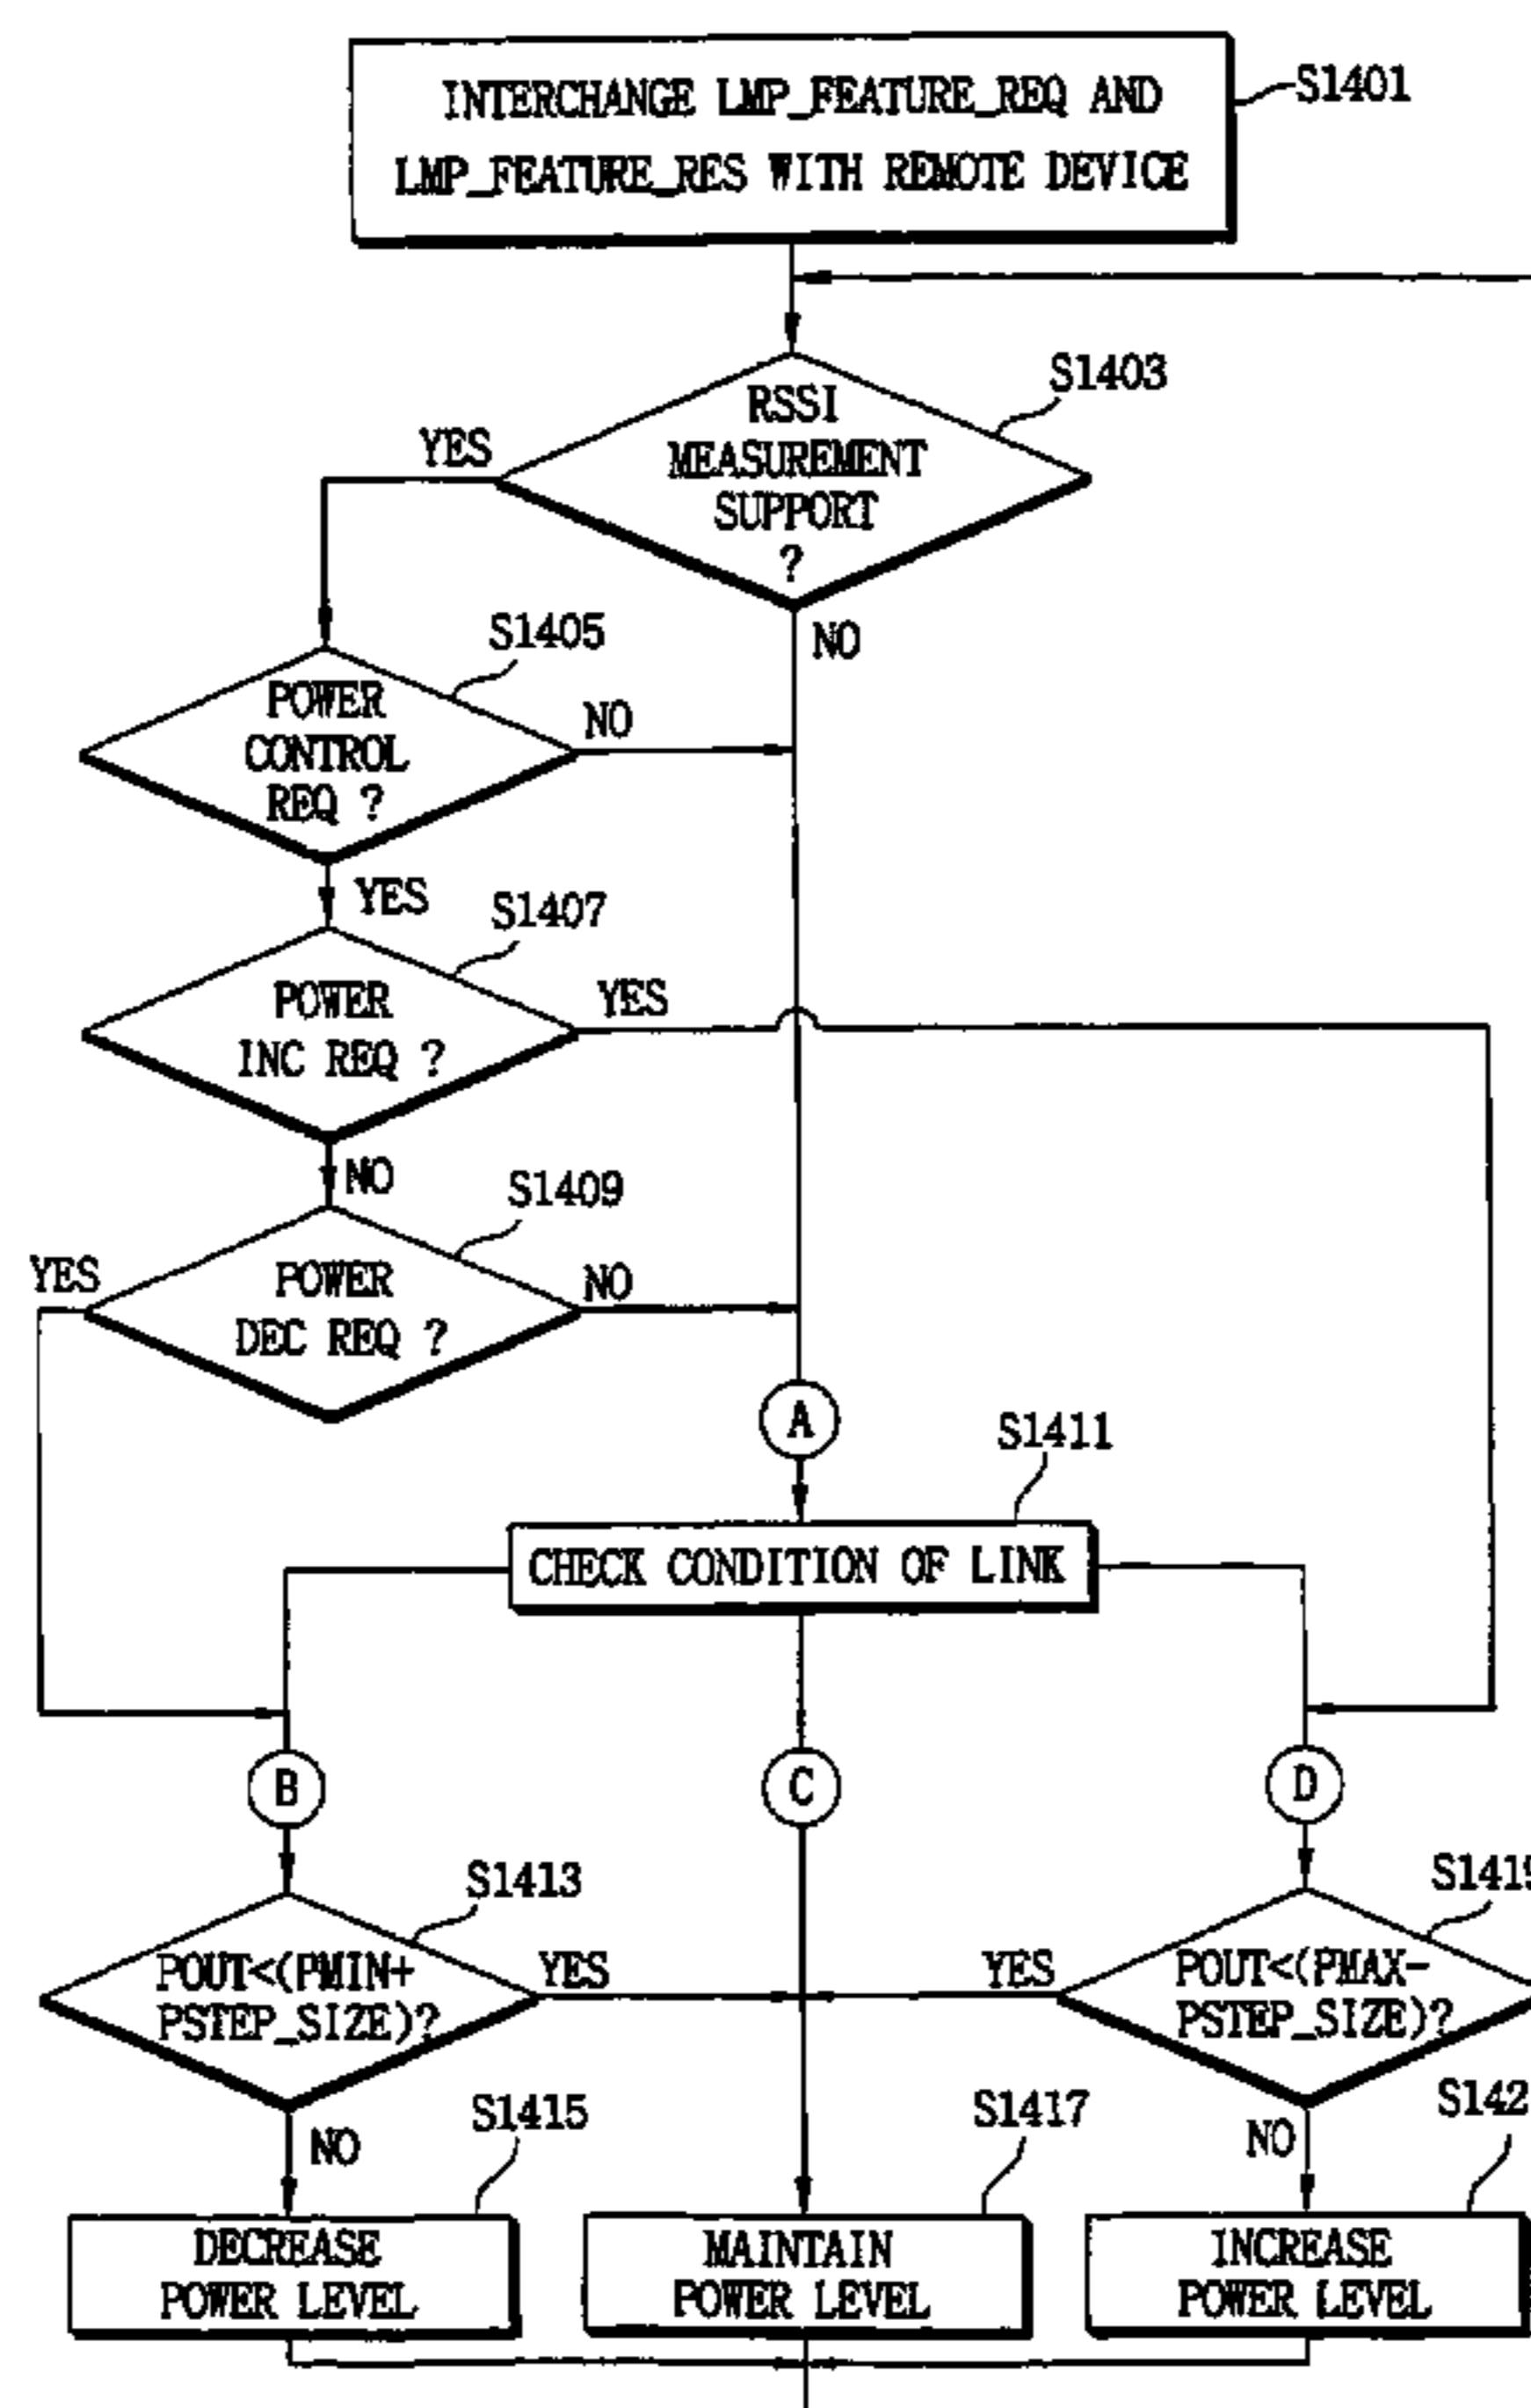 INTERCHANGE LMP_FEATURE_REQ AND
LMP_FEATURE_RES WITH REMOTE DEVICE
S1401
RSSI
MEASUREMENT
SUPPORT
?
S1403
YES
NO
POWER
CONTROL
REQ ?
S1405
NO
YES
POWER
INC REQ ?
S1407
YES
NO
POWER
DEC REQ ?
S1409
YES
NO
A
S1411
CHECK CONDITION OF LINK
B
C
D
S1413
POUT<(PMIN+
PSTEP_SIZE)?
YES
NO
S1419
POUT<(PMAX-
PSTEP_SIZE)?
YES
NO
S1415
DECREASE
POWER LEVEL
S1417
MAINTAIN
POWER LEVEL
S142
INCREASE
POWER LEVEL